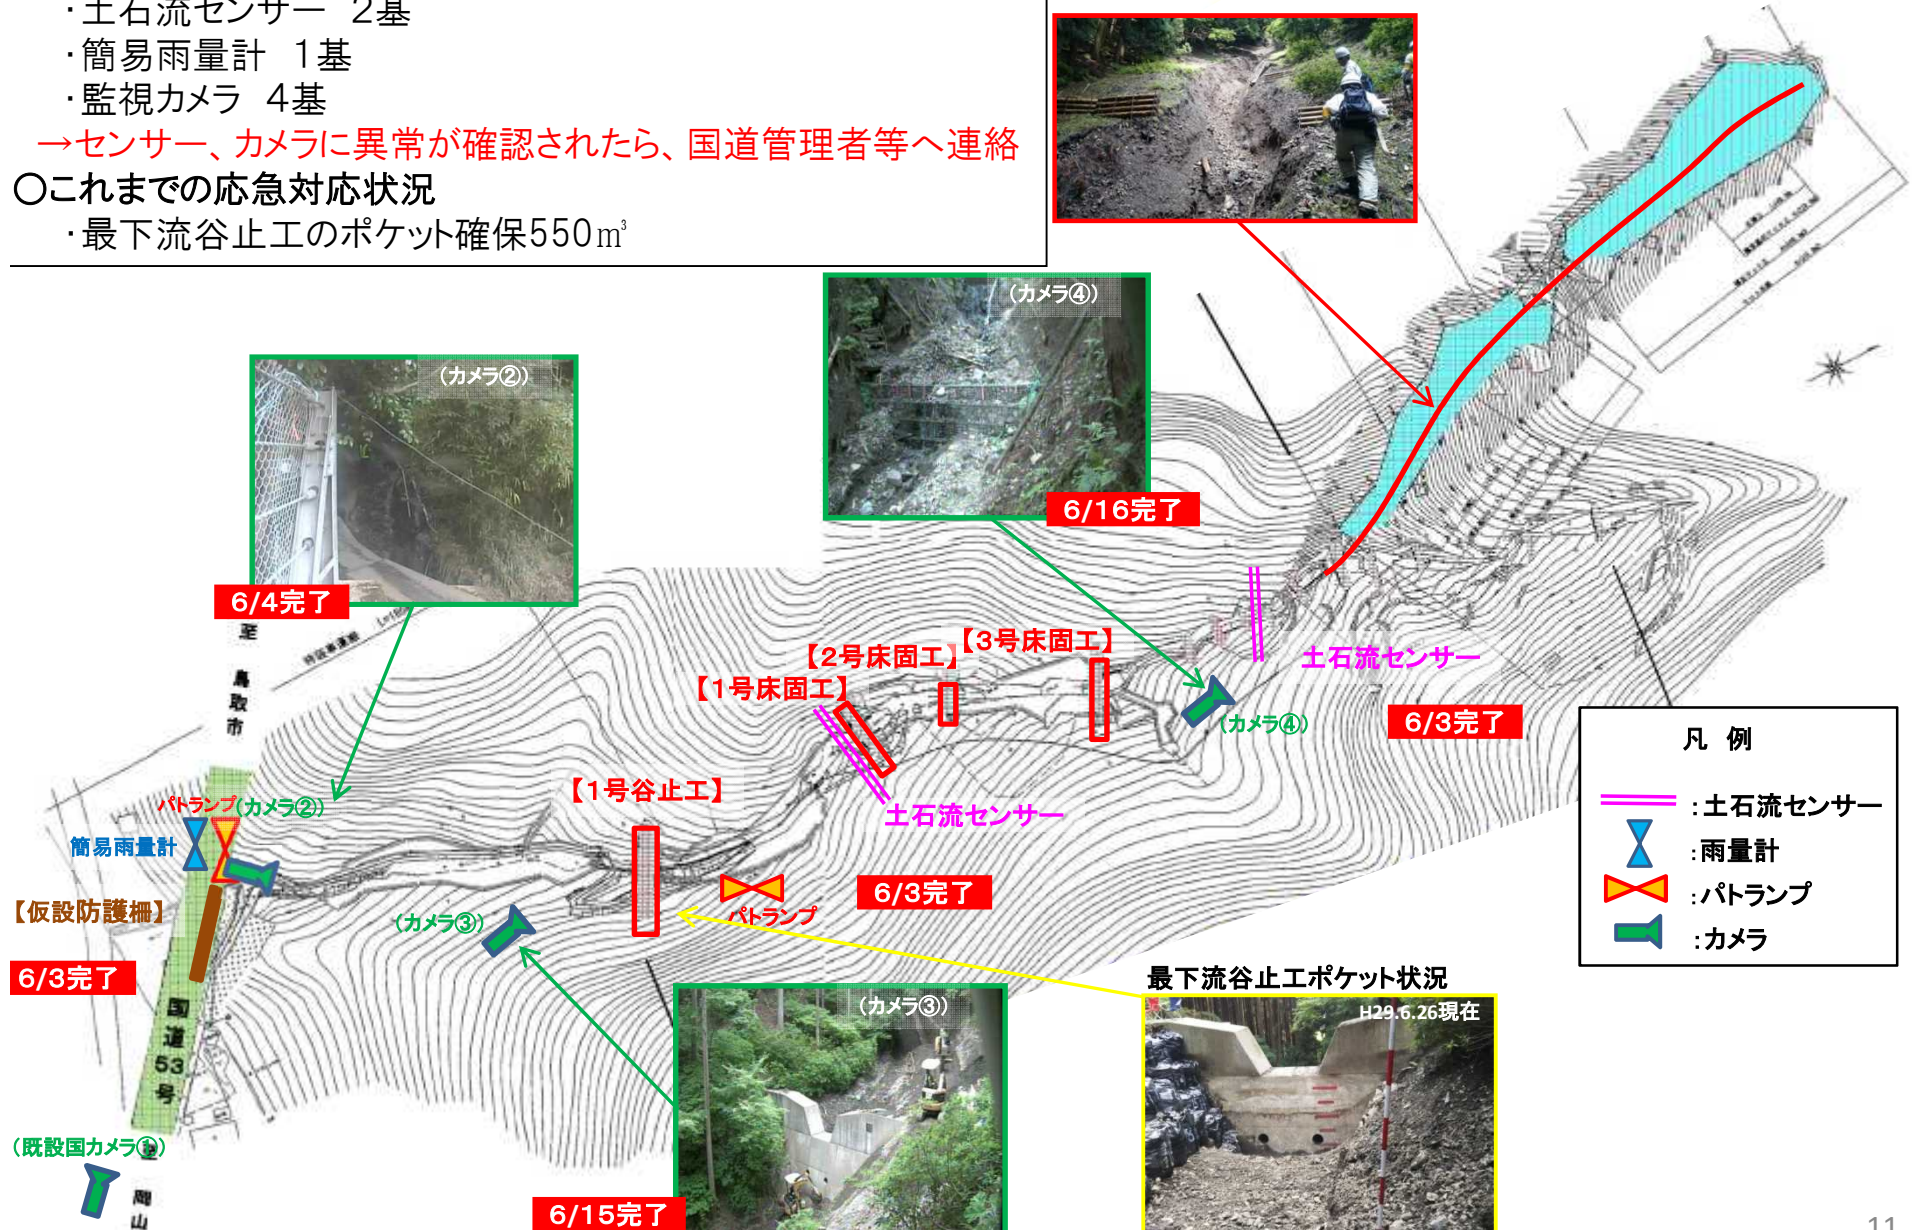 ・土石流センサー 2基
・簡易雨量計 1基
・監視カメラ 4基
→センサー、カメラに異常が確認されたら、国道管理者等へ連絡
○これまでの応急対応状況
・最下流谷止工のポケット確保550㎥
(カメラ④)
6/16完了
(カメラ②)
6/4完了
至 鳥取市
【3号床固工】
【2号床固工】
【1号床固工】
土石流センサー
(カメラ④)
6/3完了
凡 例
:土石流センサー
:雨量計
:パトランプ
:カメラ
【1号谷止工】
土石流センサー
パトランプ(カメラ②)
簡易雨量計
6/3完了
パトランプ
【仮設防護柵】
(カメラ③)
6/3完了
国道53号
最下流谷止工ポケット状況
H29.6.26現在
(カメラ③)
6/15完了
(既設国カメラ①)
岡山
11